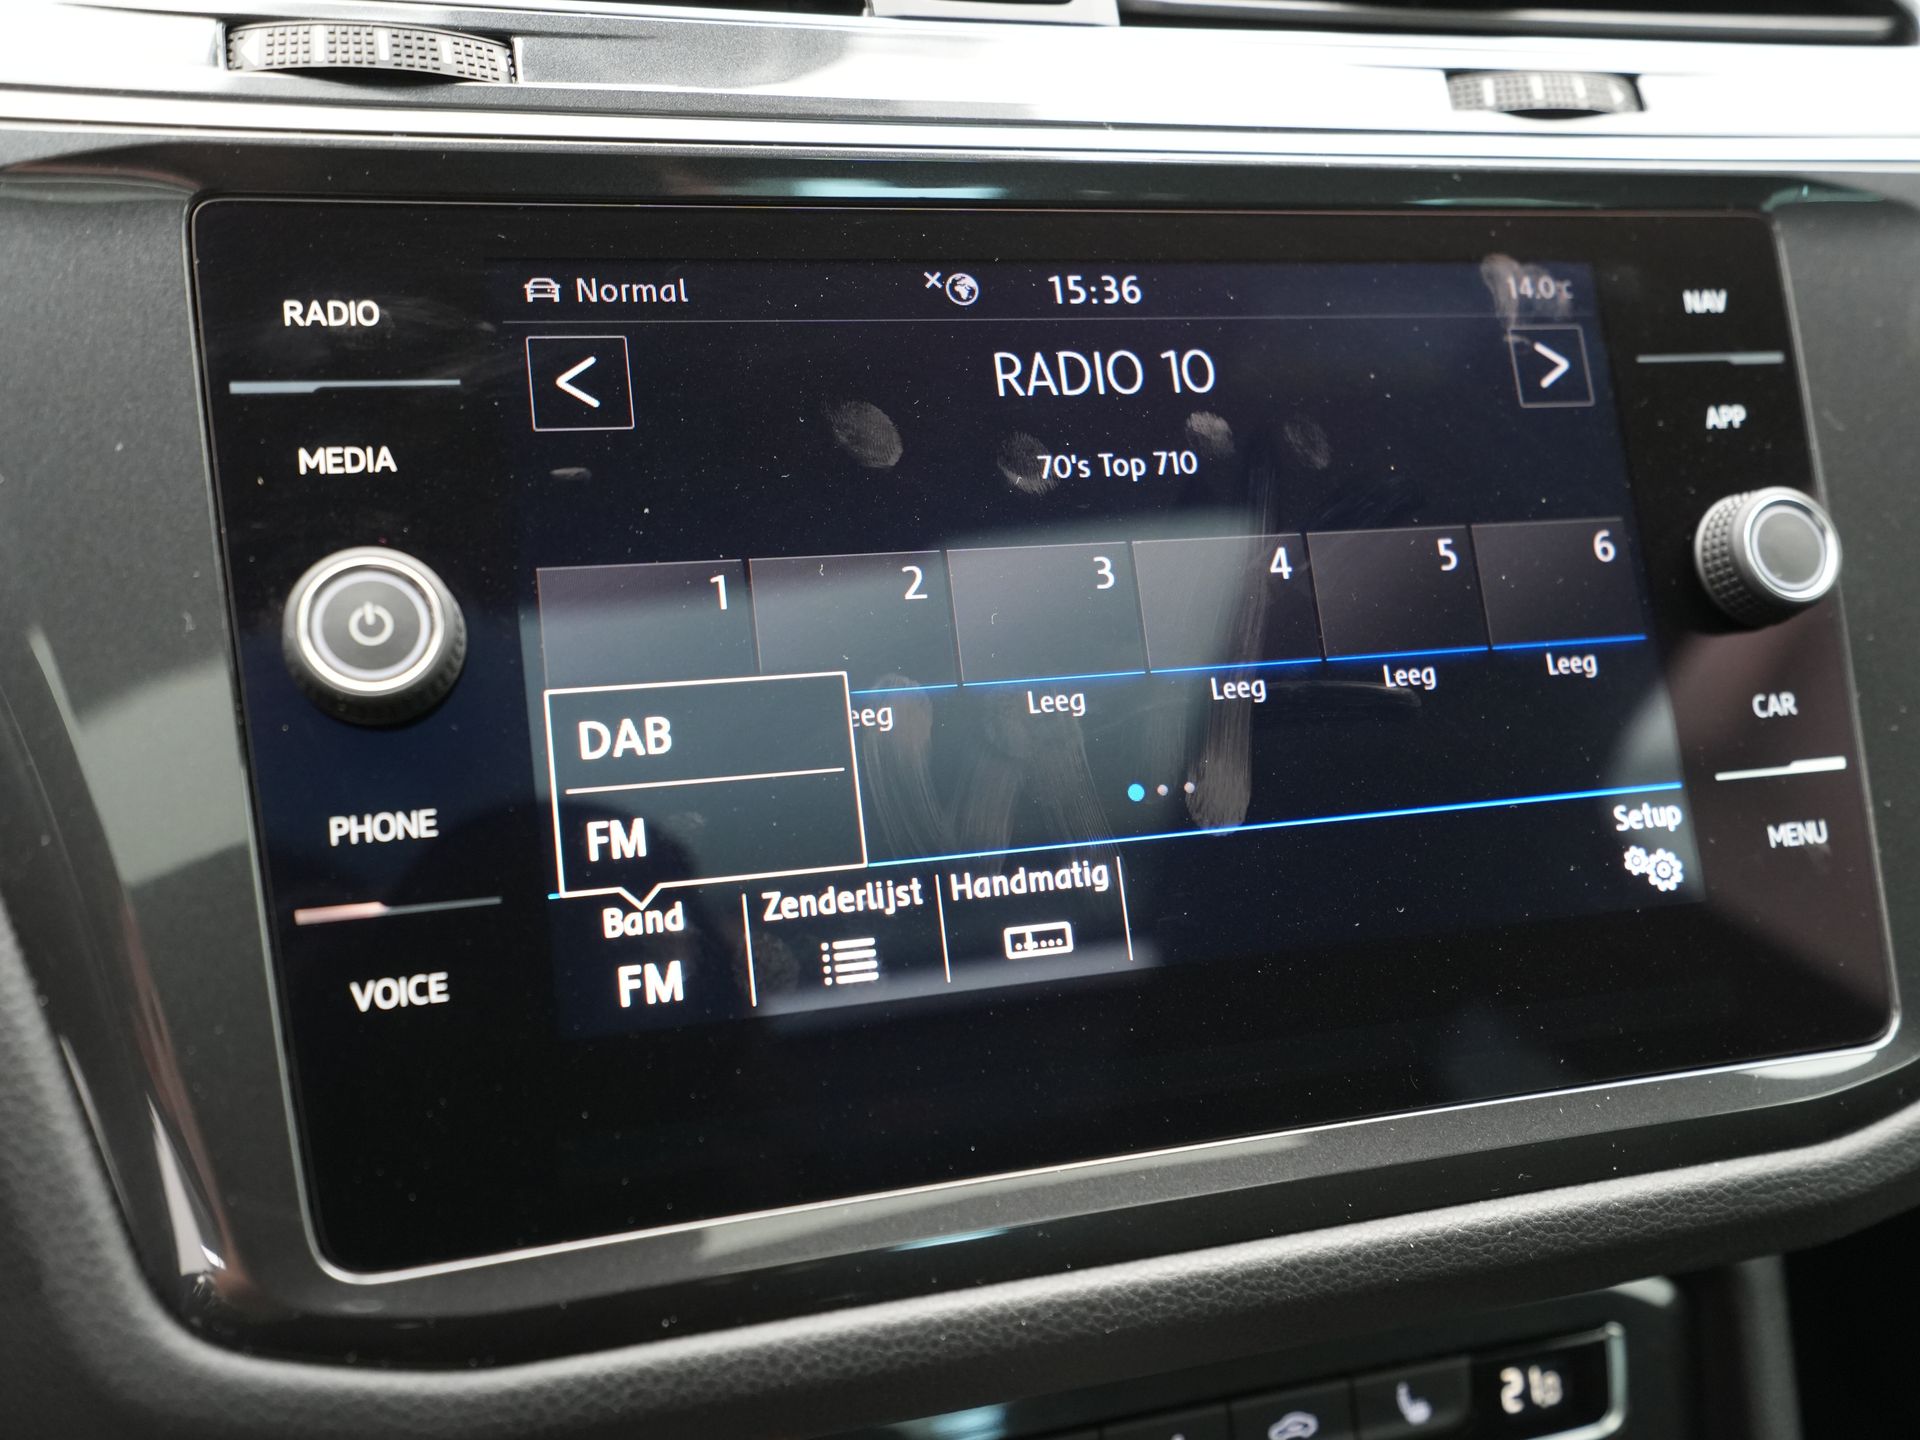 RADIO
MEDIA
PHONE
VOICE
Normal
15:36
14.0°c
RADIO 10
70's Top 710
1
2
3
4
5
6
Leeg
Leeg
Leeg
Leeg
DAB
FM
Band
FM
Zenderlijst
Handmatig
Setup
NAV
APP
CAR
MENU